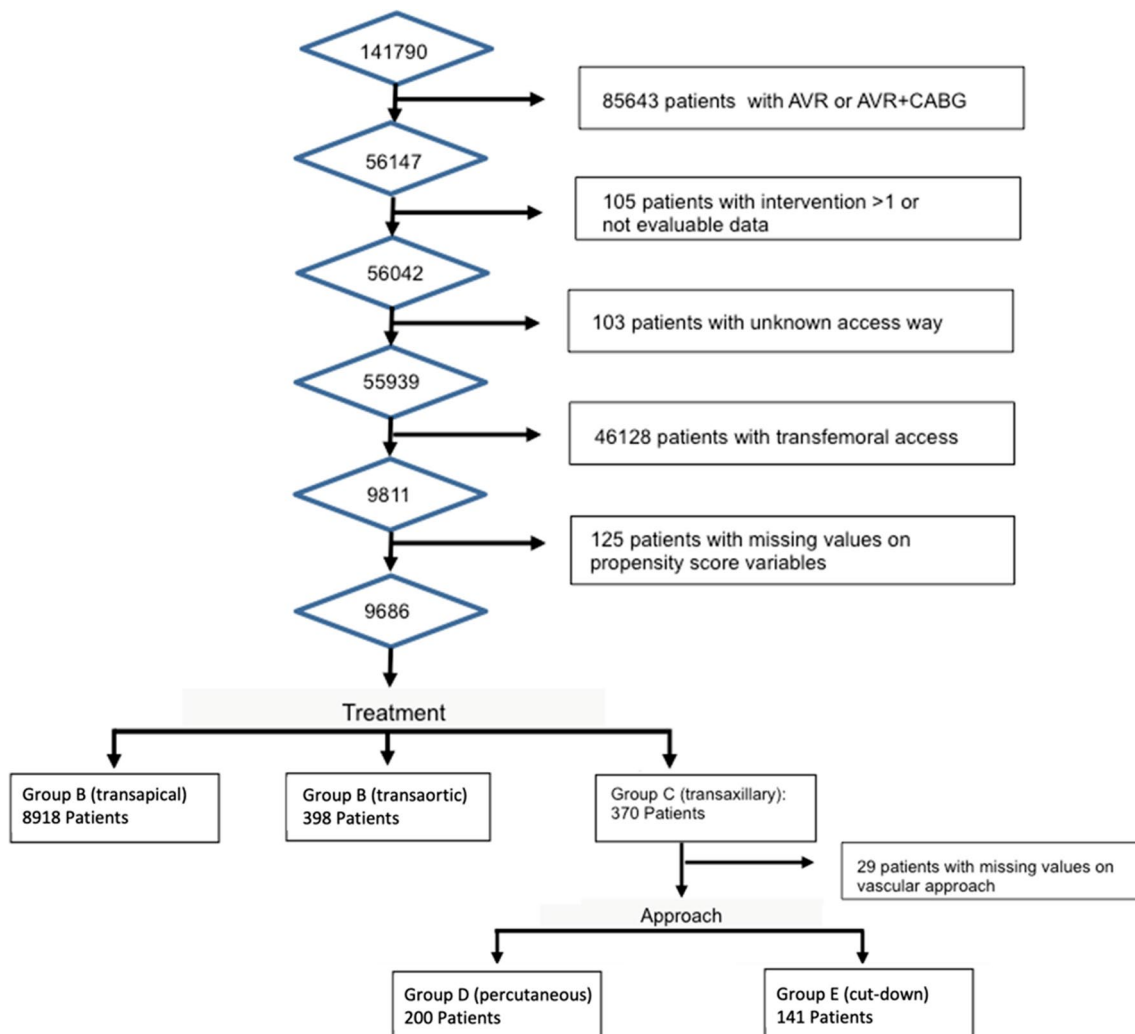 141790
85643 patients with AVR or AVR+CABG
56147
105 patients with intervention >1 or
not evaluable data
56042
103 patients with unknown access way
55939
46128 patients with transfemoral access
9811
125 patients with missing values on
propensity score variables
9686
Treatment
Group B (transapical)
8918 Patients
Group B (transaortic)
398 Patients
Group C (transaxillary):
370 Patients
29 patients with missing values on
vascular approach
Approach
Group D (percutaneous)
200 Patients
Group E (cut-down)
141 Patients